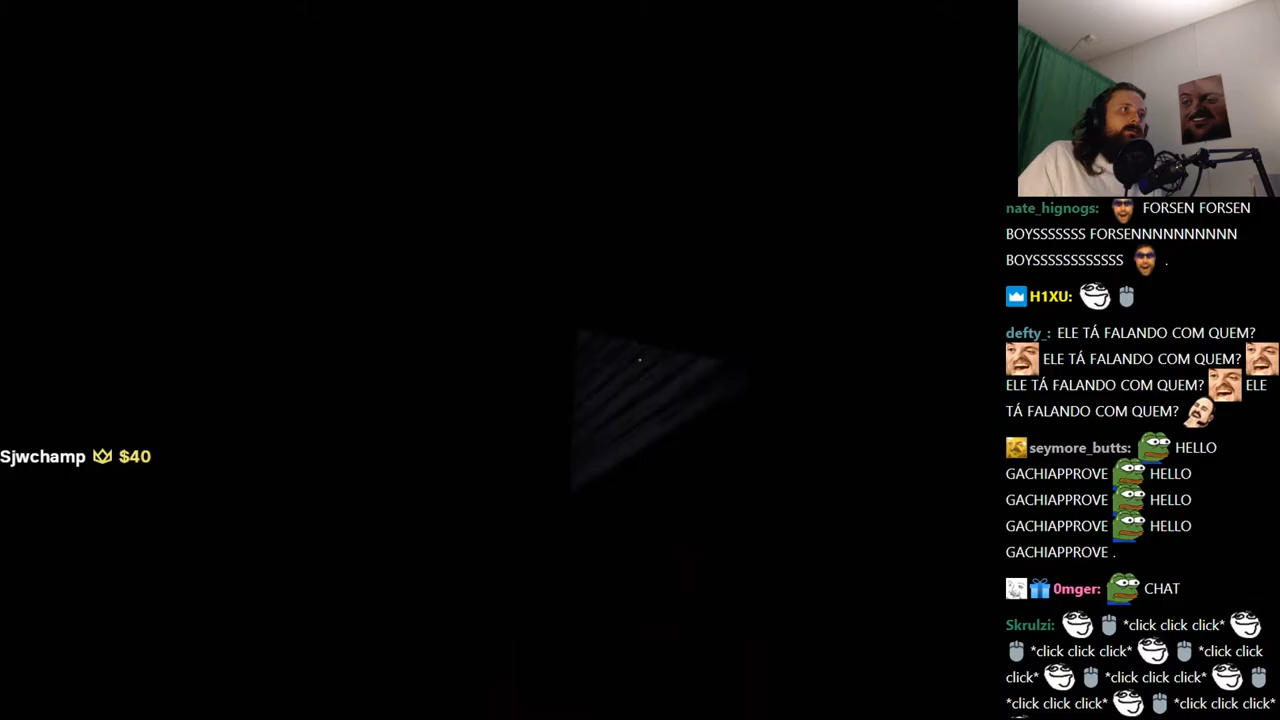 nate_hignogs: FORSEN FORSEN
BOYSSSSSSS FORSENNNNNNNNNN
BOYSSSSSSSSSSSS .
H1XU:
defty_: ELE TÁ FALANDO COM QUEM?
ELE TÁ FALANDO COM QUEM?
ELE TÁ FALANDO COM QUEM? ELE
TÁ FALANDO COM QUEM?
Sjwchamp $40
seymore_butts: HELLO
GACHIAPPROVE HELLO
GACHIAPPROVE HELLO
GACHIAPPROVE HELLO
GACHIAPPROVE .
0mger: CHAT
Skrulzi: *click click click*
*click click click* *click click
click* *click click click*
*click click click* *click click click*